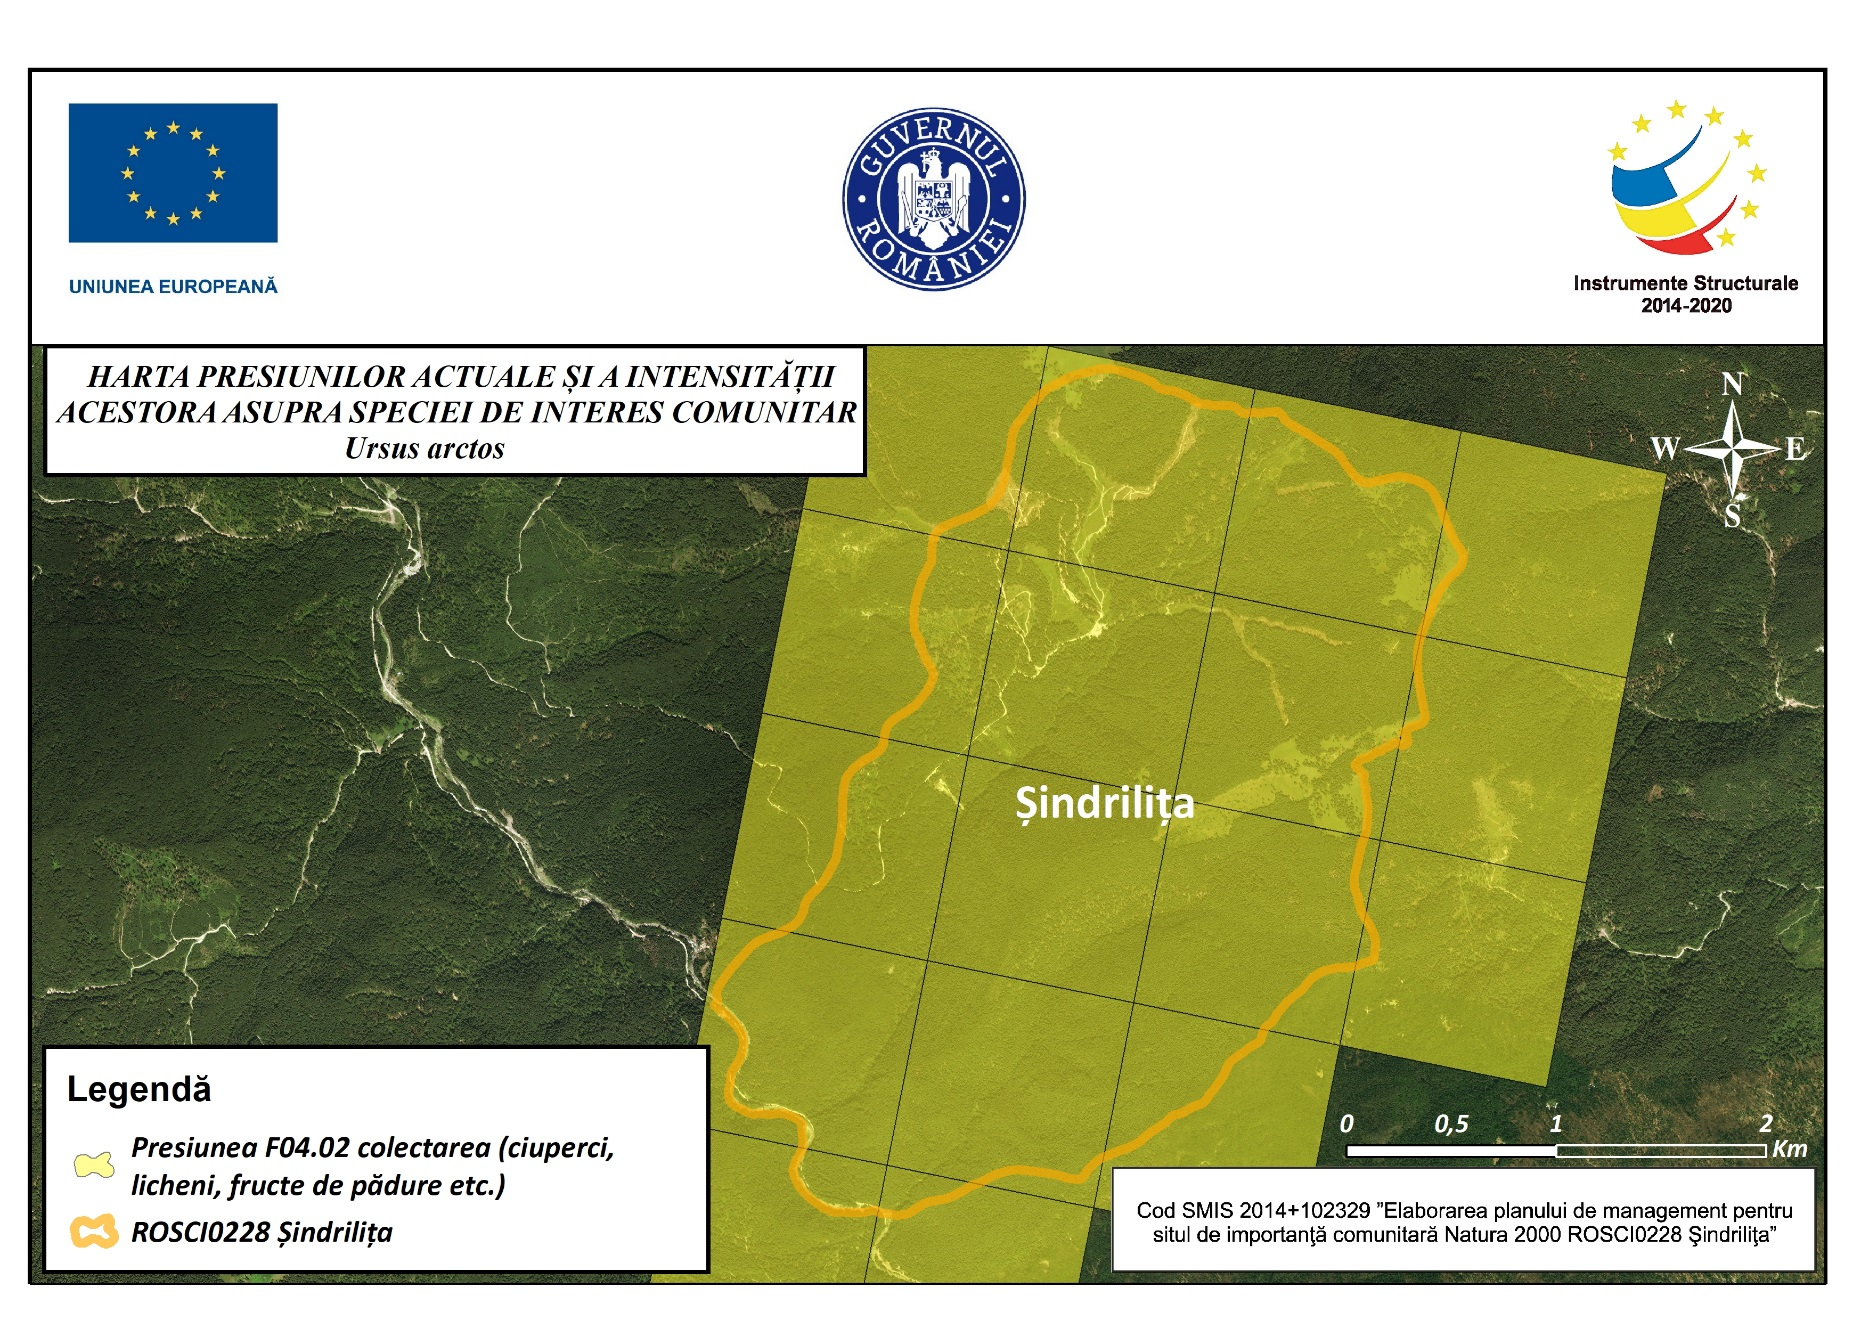 UNIUNEA EUROPEANĂ
GUVERNUL
ROMÂNIEI
Instrumente Structurale
2014-2020
HARTA PRESIUNILOR ACTUALE ȘI A INTENSITĂȚII
ACESTORA ASUPRA SPECIEI DE INTERES COMUNITAR
Ursus arctos
N
W E
S
Șindrilița
Legendă
Presiunea F04.02 colectarea (ciuperci,
licheni, fructe de pădure etc.)
ROSCI0228 Șindrilița
0 0,5 1 2
Km
Cod SMIS 2014+102329 ”Elaborarea planului de management pentru
situl de importanţă comunitară Natura 2000 ROSCI0228 Şindriliţa”